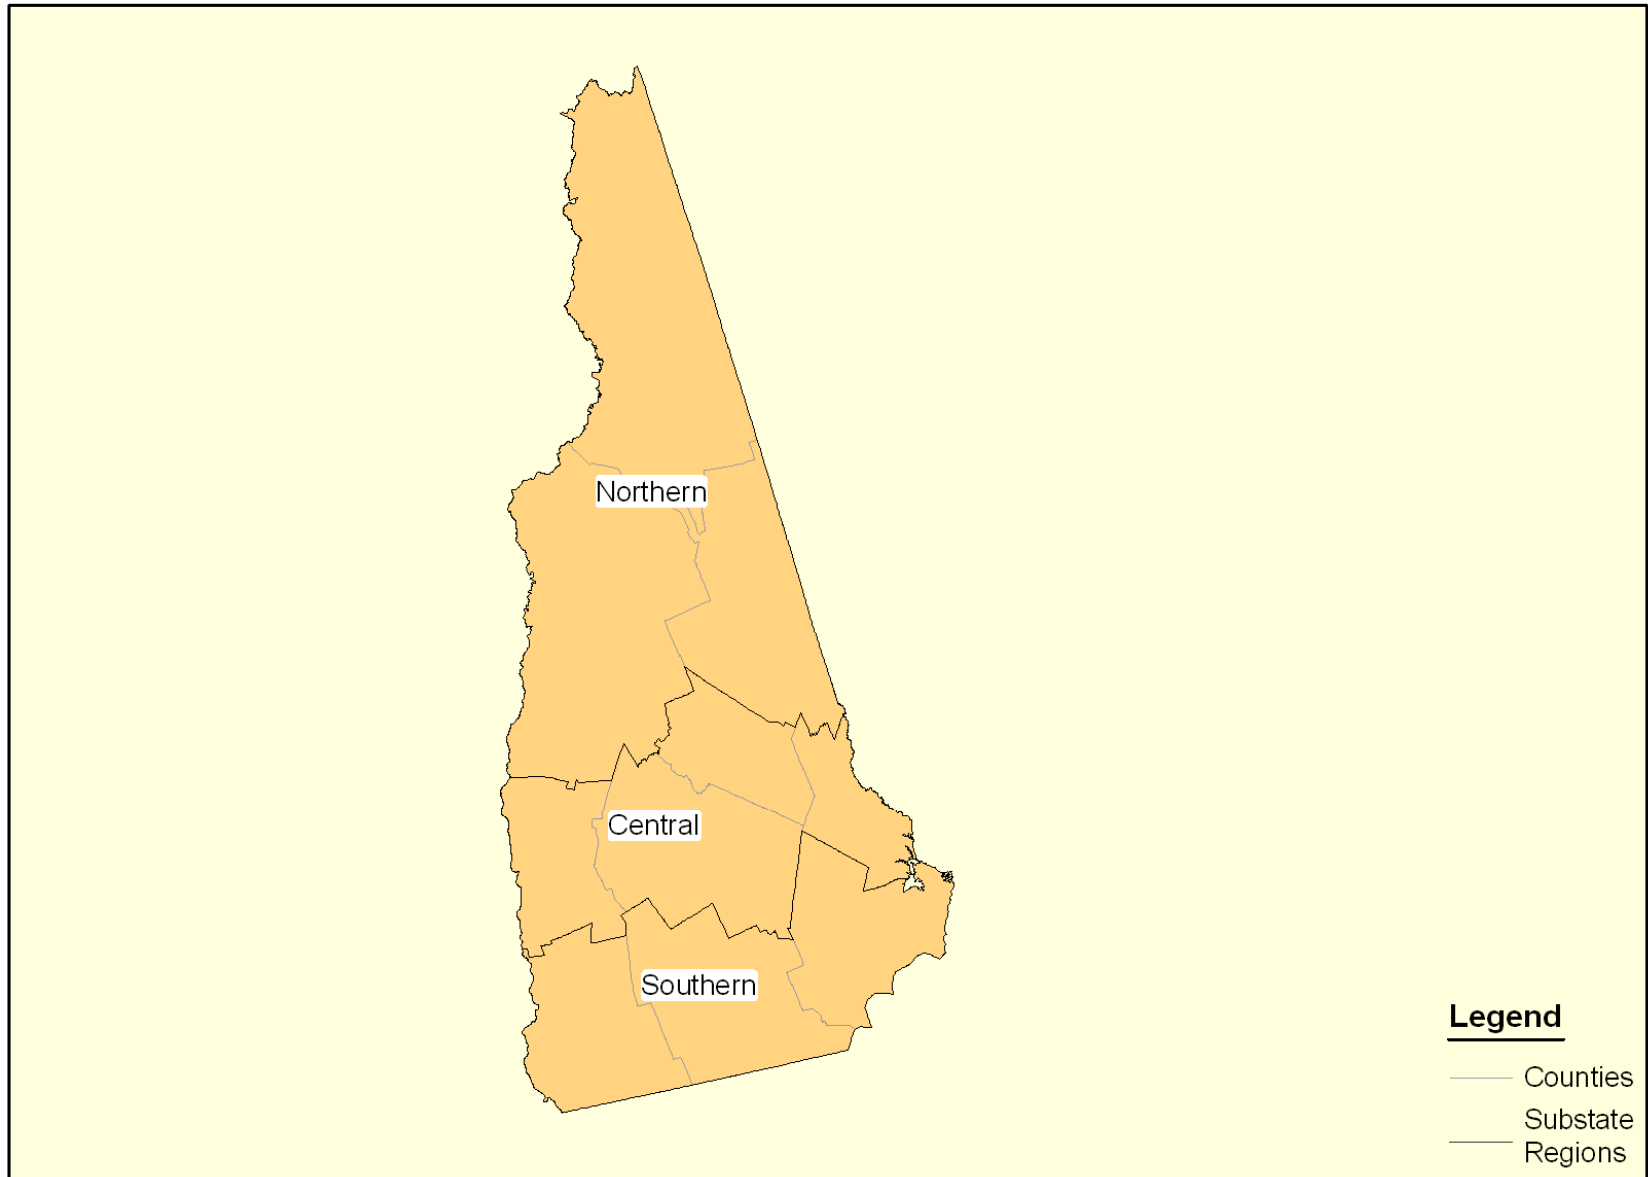 Northern
Central
Southern
Legend
Counties
Substate
Regions